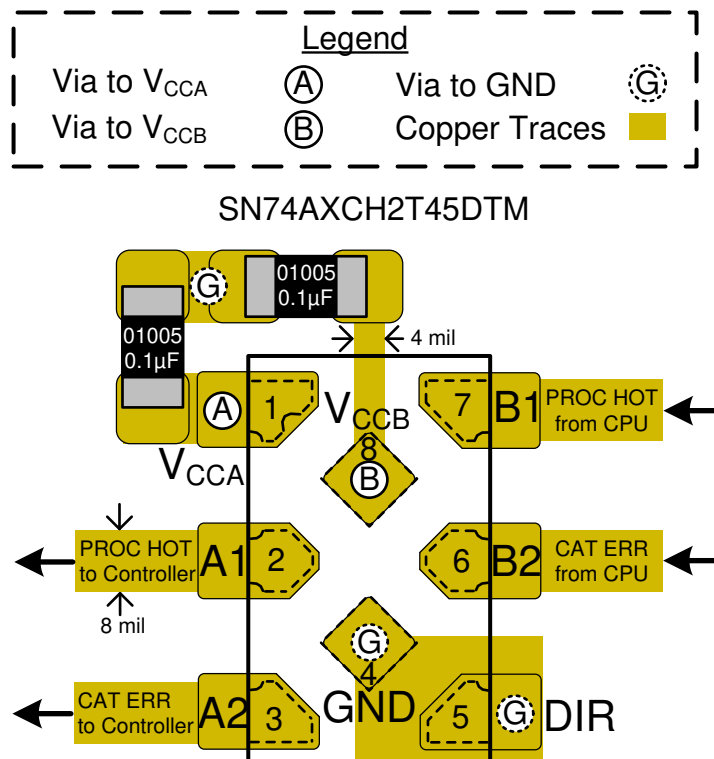 Legend
Via to VCCA A Via to GND G
Via to VCCB B Copper Traces
SN74AXCH2T45DTM
G
01005
0.1µF
01005
0.1µF
4 mil
A
1
VCCB
8
7
B1
PROC HOT
from CPU
VCCA
B
PROC HOT
to Controller
A1
2
6
B2
CAT ERR
from CPU
8 mil
G
4
CAT ERR
to Controller
A2
3
GND
5
G
DIR